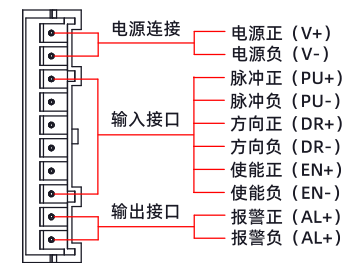 电源连接
电源正（V+）
电源负（V-）
输入接口
脉冲正（PU+）
脉冲负（PU-）
方向正（DR+）
方向负（DR-）
使能正（EN+）
使能负（EN-）
输出接口
报警正（AL+）
报警负（AL+）